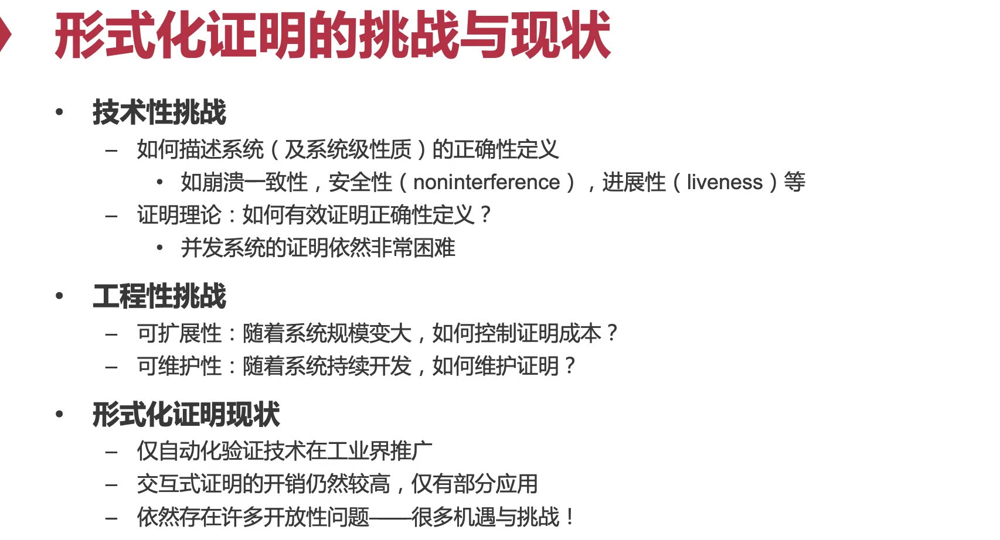 形式化证明的挑战与现状
• 技术性挑战
– 如何描述系统（及系统级性质）的正确性定义
• 如崩溃一致性，安全性（noninterference），进展性（liveness）等
– 证明理论：如何有效证明正确性定义？
• 并发系统的证明依然非常困难
• 工程性挑战
– 可扩展性：随着系统规模变大，如何控制证明成本？
– 可维护性：随着系统持续开发，如何维护证明？
• 形式化证明现状
– 仅自动化验证技术在工业界推广
– 交互式证明的开销仍然较高，仅有部分应用
– 依然存在许多开放性问题——很多机遇与挑战！